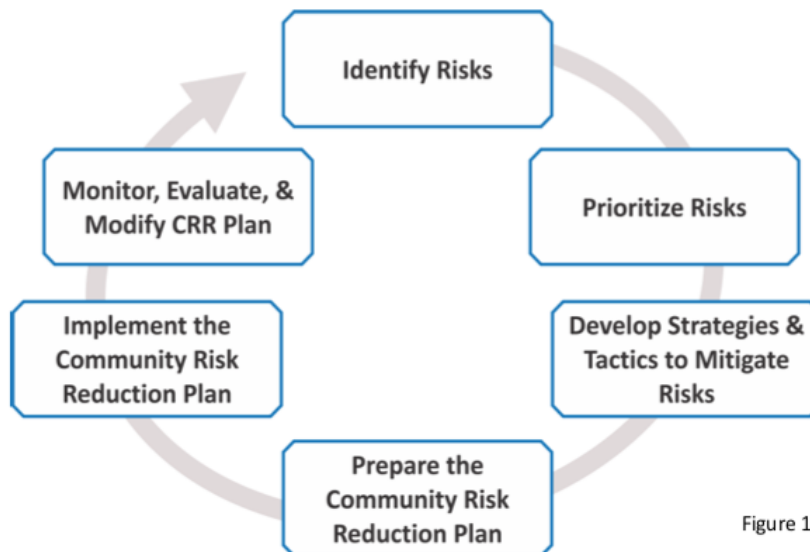 Identify Risks
Prioritize Risks
Develop Strategies &
Tactics to Mitigate
Risks
Prepare the
Community Risk
Reduction Plan
Implement the
Community Risk
Reduction Plan
Monitor, Evaluate, &
Modify CRR Plan
Figure 1